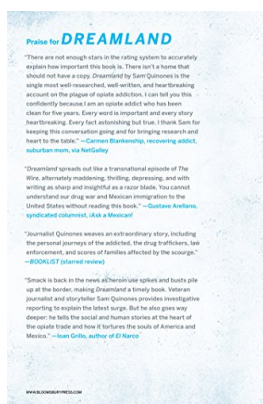 Praise for DREAMLAND
"There are not enough stars in the rating system to accurately
explain how important this book is. There isn't a home that
should not have a copy. Dreamland by Sam Quinones is the
single most well-researched, well-written, and heartbreaking
account on the plague of opiate addiction. I can tell you this
confidently because I am an opiate addict who has been
clean for five years. Every word is important and every story
heartbreaking. Every fact astonishing but true. I thank Sam for
keeping this conversation going and for bringing research and
heart to the table." —Carmen Blankenship, recovering addict,
suburban mom, via NetGalley
"Dreamland spreads out like a transnational episode of The
Wire, alternately maddening, thrilling, depressing, and with
writing as sharp and insightful as a razor blade. You cannot
understand our drug war and Mexican immigration to the
United States without reading this book." —Gustavo Arellano,
syndicated columnist, ¡Ask a Mexican!
"Journalist Quinones weaves an extraordinary story, including
the personal journeys of the addicted, the drug traffickers, law
enforcement, and scores of families affected by the scourge."
—BOOKLIST (starred review)
"Smack is back in the news as heroin use spikes and busts pile
up at the border, making Dreamland a timely book. Veteran
journalist and storyteller Sam Quinones provides investigative
reporting to explain the latest surge. But he also goes way
deeper: he tells the social and human stories at the heart of
the opiate trade and how it tortures the souls of America and
Mexico." —Ioan Grillo, author of El Narco
WWW.BLOOMSBURYPRESS.COM